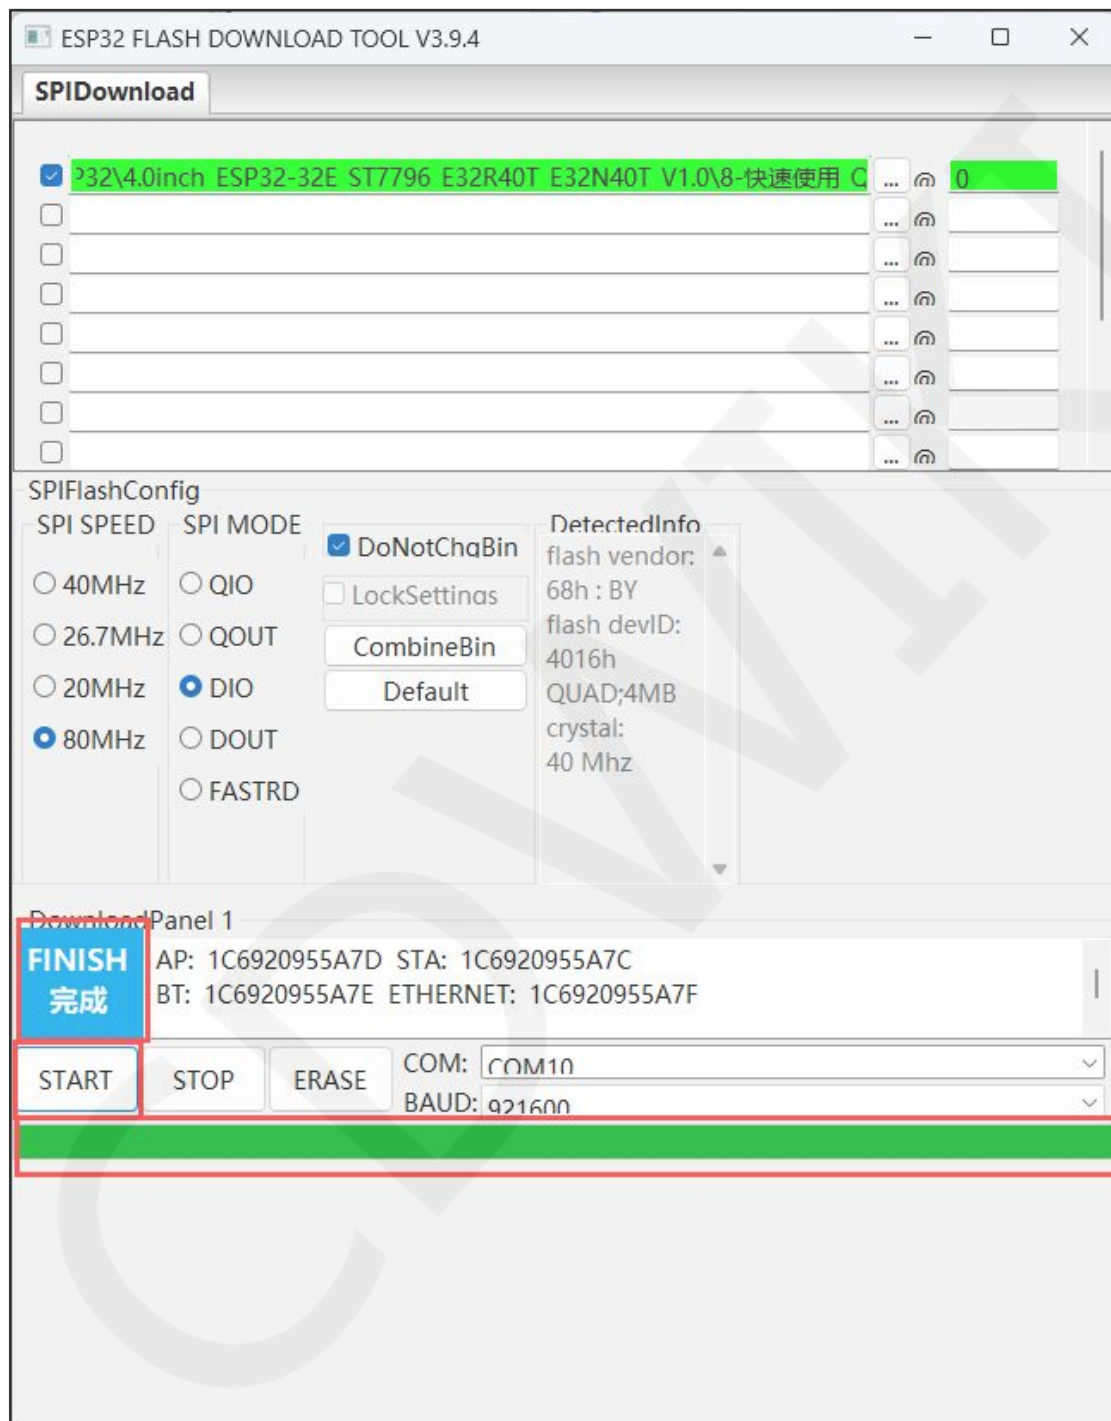 ESP32 FLASH DOWNLOAD TOOL V3.9.4
SPIDownload
P32\4.0inch ESP32-32E ST7796 E32R40T E32N40T V1.0\8-快速使用 ... @ 0
... @
... @
... @
... @
... @
... @
... @
SPIFlashConfig
SPI SPEED
40MHz
26.7MHz
20MHz
80MHz
SPI MODE
QIO
QOUT
DIO
DOUT
FASTRD
DoNotChgBin
LockSettings
CombineBin
Default
DetectedInfo
flash vendor:
68h : BY
flash devID:
4016h
QUAD;4MB
crystal:
40 Mhz
DownloadPanel 1
FINISH
完成
AP: 1C6920955A7D STA: 1C6920955A7C
BT: 1C6920955A7E ETHERNET: 1C6920955A7F
START
STOP
ERASE
COM: COM10
BAUD: 921600